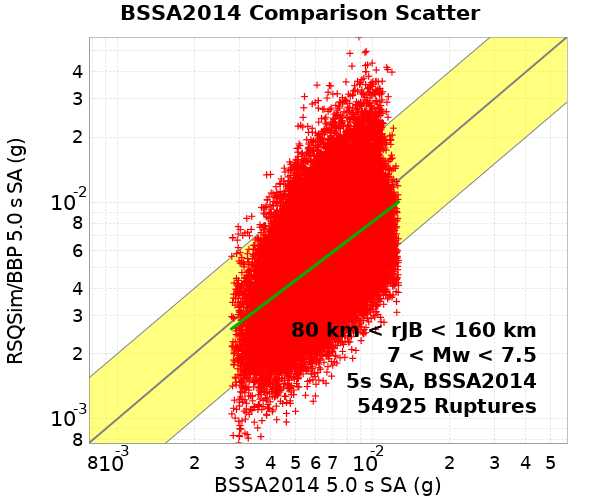 BSSA2014 Comparison Scatter
RSQSim/BBP 5.0 s SA (g)
4
3
2
10-2
8
6
4
3
2
10-3
8
80 km < rJB < 160 km
7 < Mw < 7.5
5s SA, BSSA2014
54925 Ruptures
8 10-3 2 3 4 5 6 7 10-2 2 3 4 5
BSSA2014 5.0 s SA (g)